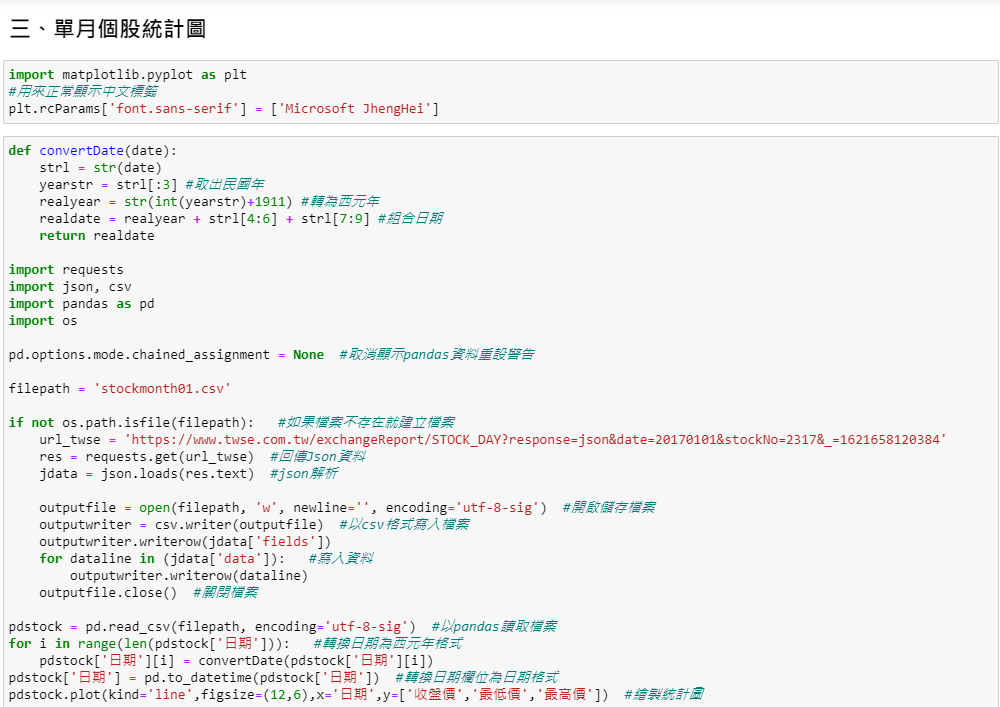 三、單月個股統計圖
import matplotlib.pyplot as plt
#用來正常顯示中文標籤
plt.rcParams['font.sans-serif'] = ['Microsoft JhengHei']
def convertDate(date):
    strl = str(date)
    yearstr = strl[:3] #取出民國年
    realyear = str(int(yearstr)+1911) #轉為西元年
    realdate = realyear + strl[4:6] + strl[7:9] #組合日期
    return realdate
import requests
import json, csv
import pandas as pd
import os
pd.options.mode.chained_assignment = None  #取消顯示pandas資料重設警告
filepath = 'stockmonth01.csv'
if not os.path.isfile(filepath):   #如果檔案不存在就建立檔案
    url_twse = 'https://www.twse.com.tw/exchangeReport/STOCK_DAY?response=json&date=20170101&stockNo=2317&_=1621658120384'
    res = requests.get(url_twse)  #回傳Json資料
    jdata = json.loads(res.text)  #json解析
    outputfile = open(filepath, 'w', newline='', encoding='utf-8-sig')  #開啟儲存檔案
    outputwriter = csv.writer(outputfile)  #以csv格式寫入檔案
    outputwriter.writerow(jdata['fields'])
    for dataline in (jdata['data']):   #寫入資料
        outputwriter.writerow(dataline)
    outputfile.close()  #關閉檔案
pdstock = pd.read_csv(filepath, encoding='utf-8-sig')  #以pandas讀取檔案
for i in range(len(pdstock['日期'])):   #轉換日期為西元年格式
    pdstock['日期'][i] = convertDate(pdstock['日期'][i])
pdstock['日期'] = pd.to_datetime(pdstock['日期'])  #轉換日期欄位為日期格式
pdstock.plot(kind='line',figsize=(12,6),x='日期',y=['收盤價','最低價','最高價'])  #繪製統計圖